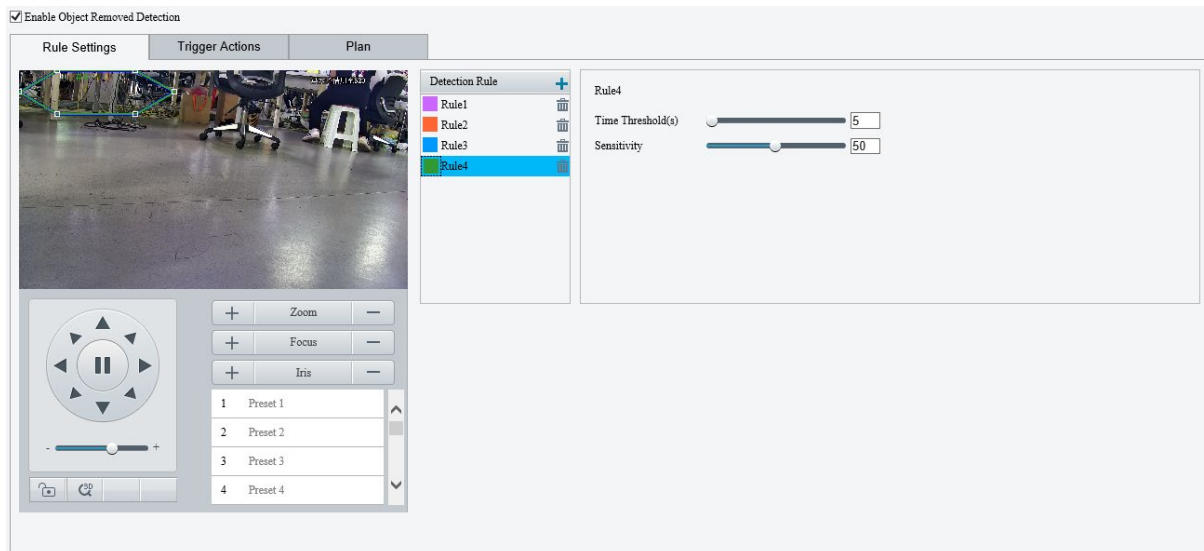 Enable Object Removed Detection
Rule Settings
Trigger Actions
Plan
Detection Rule
Rule1
Rule2
Rule3
Rule4
Rule4
Time Threshold(s)
5
Sensitivity
50
+ Zoom −
+ Focus −
+ Iris −
1 Preset 1
2 Preset 2
3 Preset 3
4 Preset 4
- +
3D